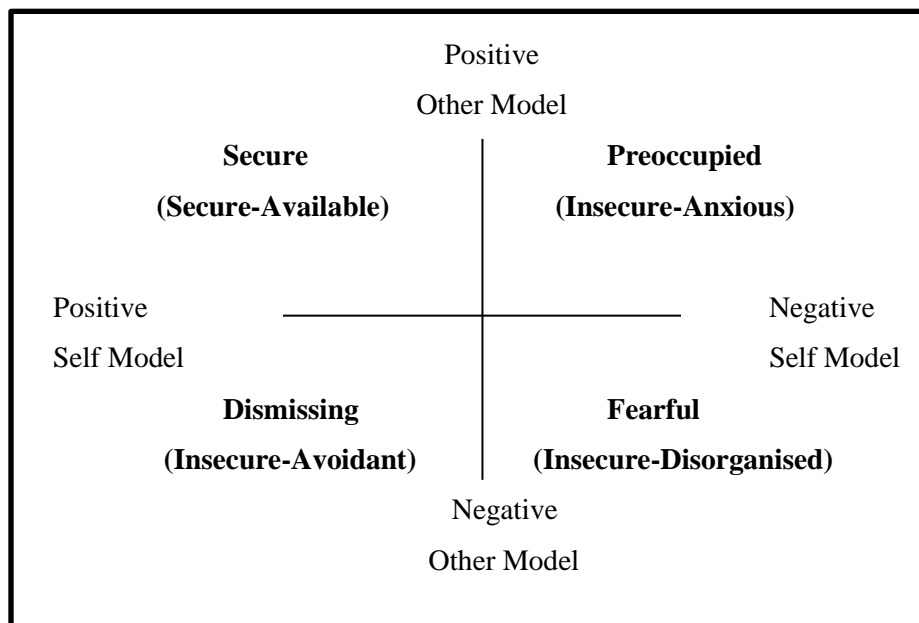 Positive
Other Model
Secure Preoccupied
(Secure-Available) (Insecure-Anxious)
Positive Negative
Self Model Self Model
Dismissing Fearful
(Insecure-Avoidant) (Insecure-Disorganised)
Negative
Other Model